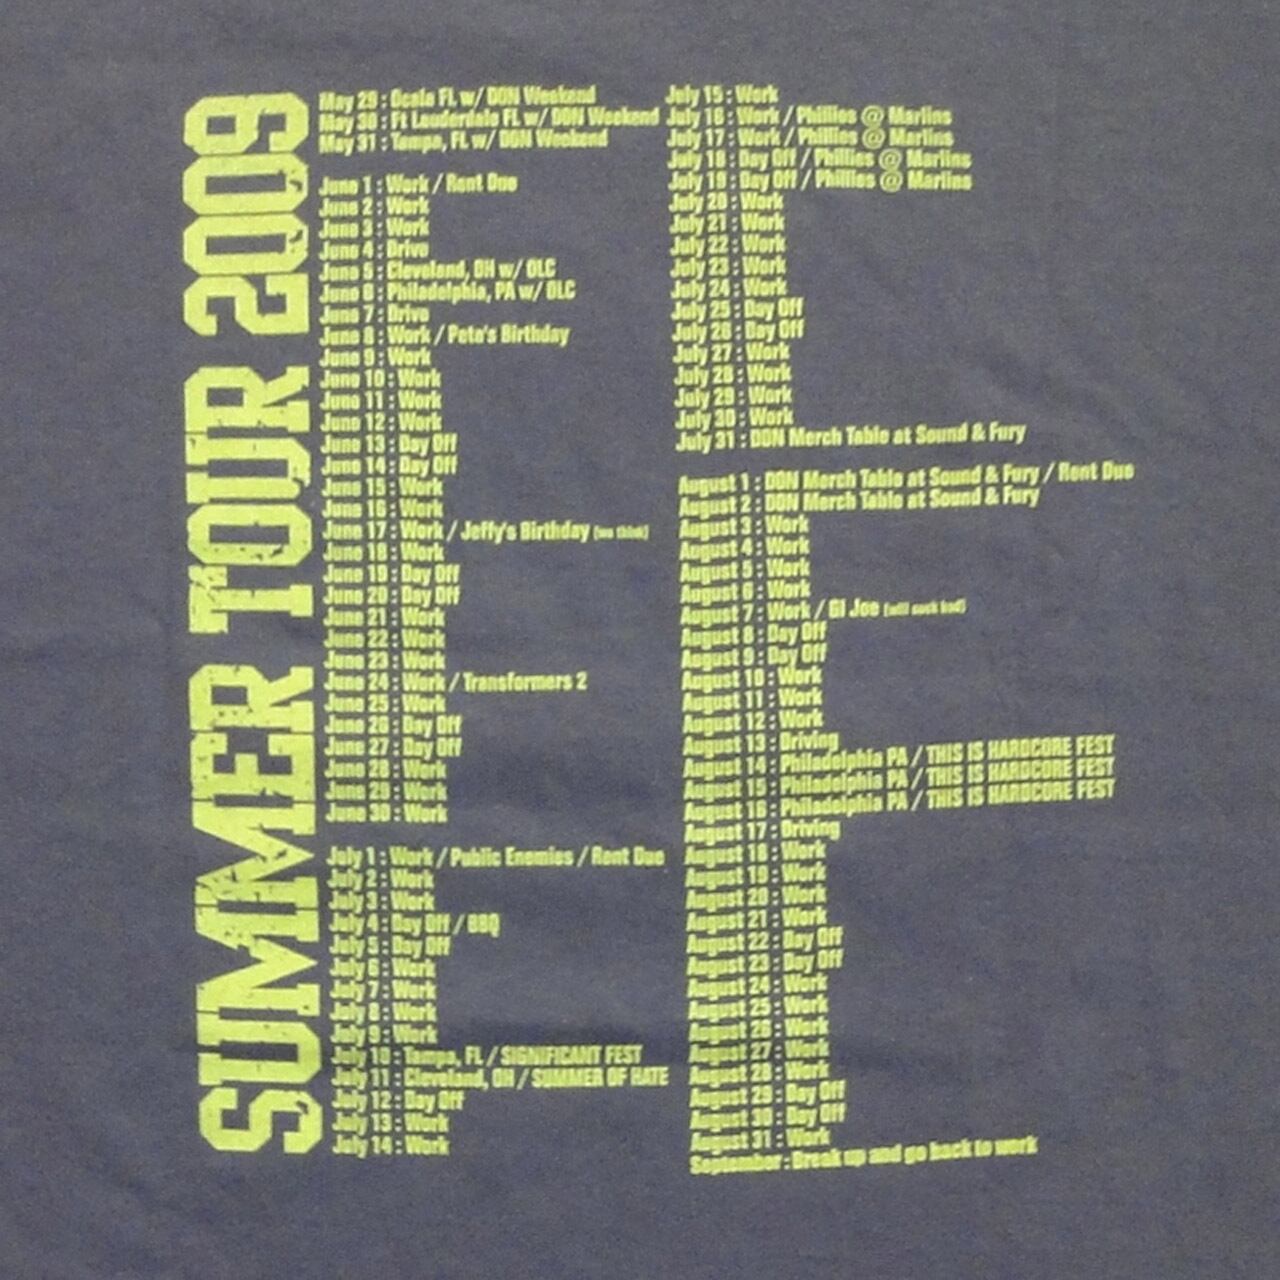 SUMMER TOUR 2009
May 29 : Ocala FL w/ DON Weekend
May 30 : Ft Lauderdale FL w/ DON Weekend
May 31 : Tampa, FL w/ DON Weekend
June 1 : Work / Rent Due
June 2 : Work
June 3 : Work
June 4 : Drive
June 5 : Cleveland, OH w/ OLC
June 6 : Philadelphia, PA w/ OLC
June 7 : Drive
June 8 : Work / Pete's Birthday
June 9 : Work
June 10 : Work
June 11 : Work
June 12 : Work
June 13 : Day Off
June 14 : Day Off
June 15 : Work
June 16 : Work
June 17 : Work / Jeffy's Birthday (we think)
June 18 : Work
June 19 : Day Off
June 20 : Day Off
June 21 : Work
June 22 : Work
June 23 : Work
June 24 : Work / Transformers 2
June 25 : Work
June 26 : Day Off
June 27 : Day Off
June 28 : Work
June 29 : Work
June 30 : Work
July 1 : Work / Public Enemies / Rent Due
July 2 : Work
July 3 : Work
July 4 : Day Off / BBQ
July 5 : Day Off
July 6 : Work
July 7 : Work
July 8 : Work
July 9 : Work
July 10 : Tampa, FL / SIGNIFICANT FEST
July 11 : Cleveland, OH / SUMMER OF HATE
July 12 : Day Off
July 13 : Work
July 14 : Work
July 15 : Work
July 16 : Work / Phillies @ Marlins
July 17 : Work / Phillies @ Marlins
July 18 : Day Off / Phillies @ Marlins
July 19 : Day Off / Phillies @ Marlins
July 20 : Work
July 21 : Work
July 22 : Work
July 23 : Work
July 24 : Work
July 25 : Day Off
July 26 : Day Off
July 27 : Work
July 28 : Work
July 29 : Work
July 30 : Work
July 31 : DON Merch Table at Sound & Fury
August 1 : DON Merch Table at Sound & Fury / Rent Due
August 2 : DON Merch Table at Sound & Fury
August 3 : Work
August 4 : Work
August 5 : Work
August 6 : Work
August 7 : Work / GI Joe (will suck bad)
August 8 : Day Off
August 9 : Day Off
August 10 : Work
August 11 : Work
August 12 : Work
August 13 : Driving
August 14 : Philadelphia PA / THIS IS HARDCORE FEST
August 15 : Philadelphia PA / THIS IS HARDCORE FEST
August 16 : Philadelphia PA / THIS IS HARDCORE FEST
August 17 : Driving
August 18 : Work
August 19 : Work
August 20 : Work
August 21 : Work
August 22 : Day Off
August 23 : Day Off
August 24 : Work
August 25 : Work
August 26 : Work
August 27 : Work
August 28 : Work
August 29 : Day Off
August 30 : Day Off
August 31 : Work
September : Break up and go back to work